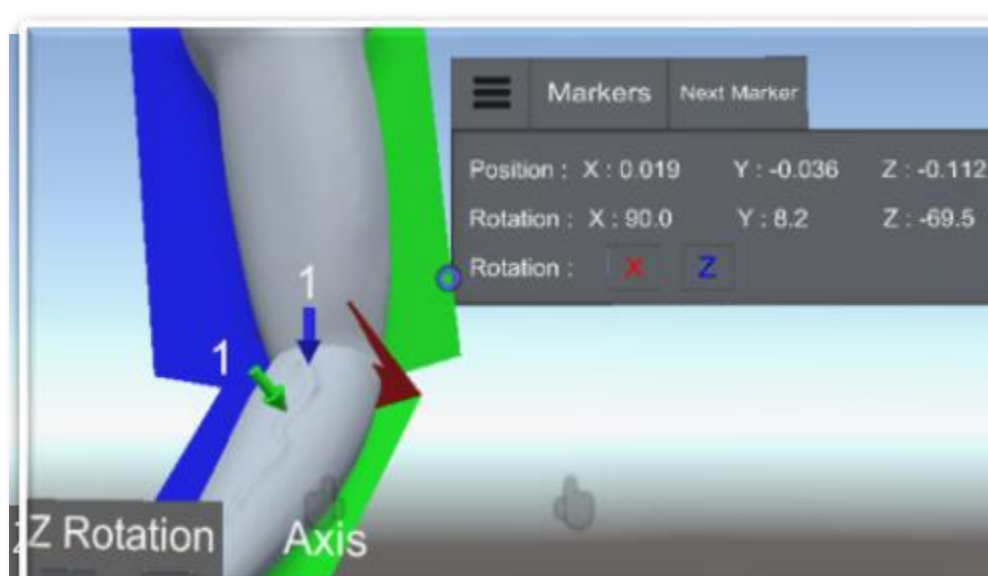 Markers Next Marker
Position : X : 0.019 Y : -0.036 Z : -0.112
Rotation : X : 90.0 Y : 8.2 Z : -69.5
Rotation : X Z
1
1
Z Rotation
Axis